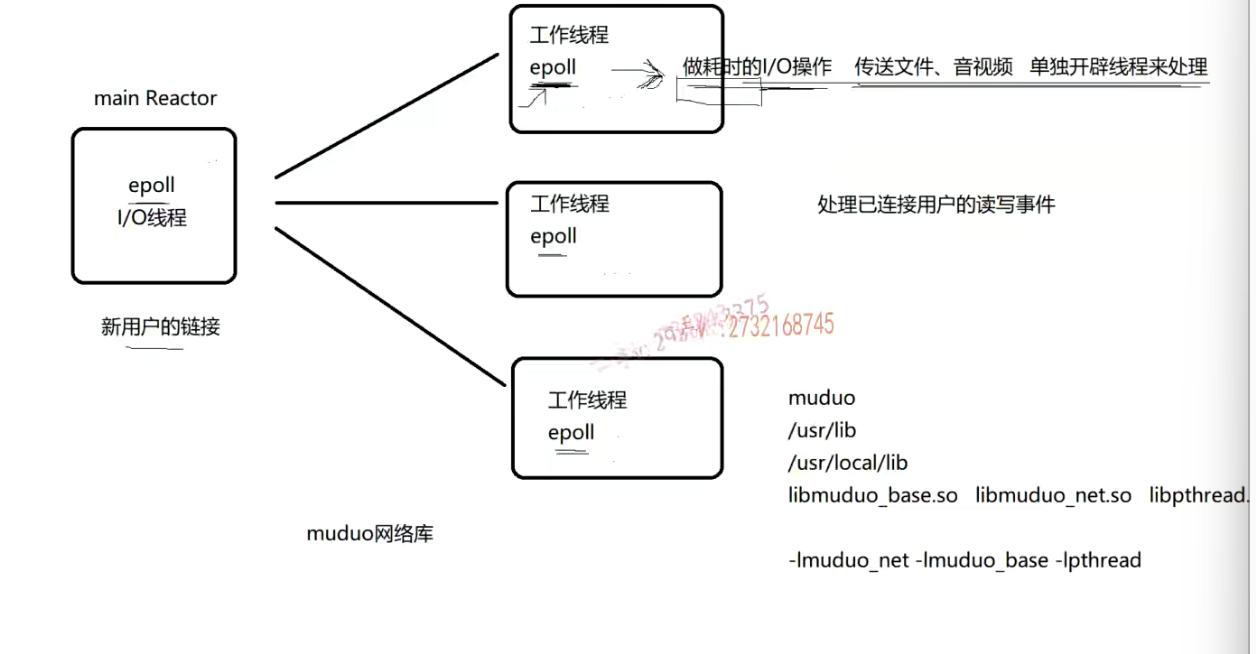 main Reactor
epoll
I/O线程
新用户的链接
工作线程
epoll
做耗时的I/O操作 传送文件、音视频 单独开辟线程来处理
工作线程
epoll
处理已连接用户的读写事件
2732168745
工作线程
epoll
muduo
/usr/lib
/usr/local/lib
libmuduo_base.so libmuduo_net.so libpthread.
muduo网络库
-lmuduo_net -lmuduo_base -lpthread